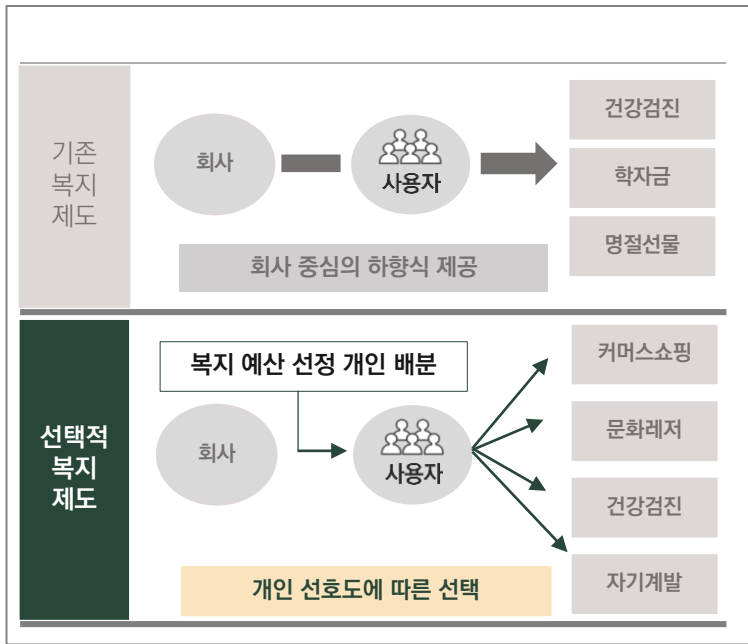 기존
복지
제도
회사
사용자
건강검진
학자금
명절선물
회사 중심의 하향식 제공
선택적
복지
제도
복지 예산 선정 개인 배분
회사
사용자
커머스쇼핑
문화레저
건강검진
자기계발
개인 선호도에 따른 선택